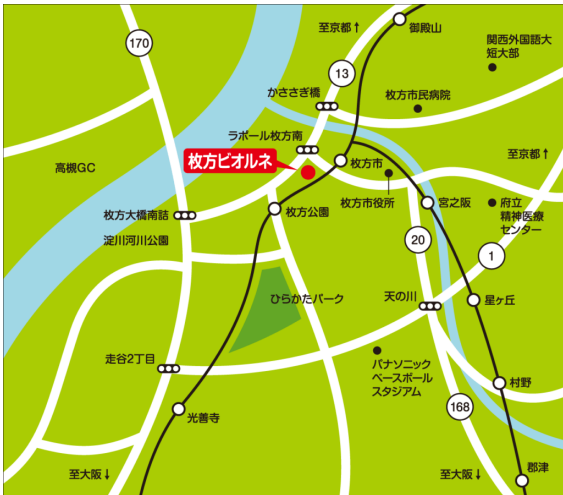 至京都↑
御殿山
170
関西外国語大
短大部
13
かささぎ橋
枚方市民病院
ラポール枚方南
枚方ビオルネ
枚方市
至京都↑
高槻GC
枚方市役所
宮之阪
府立
精神医療
センター
枚方大橋南詰
枚方公園
淀川河川公園
20
1
ひらかたパーク
天の川
星ヶ丘
走谷2丁目
パナソニック
ベースボール
スタジアム
村野
光善寺
168
至大阪↓
至大阪↓
郡津